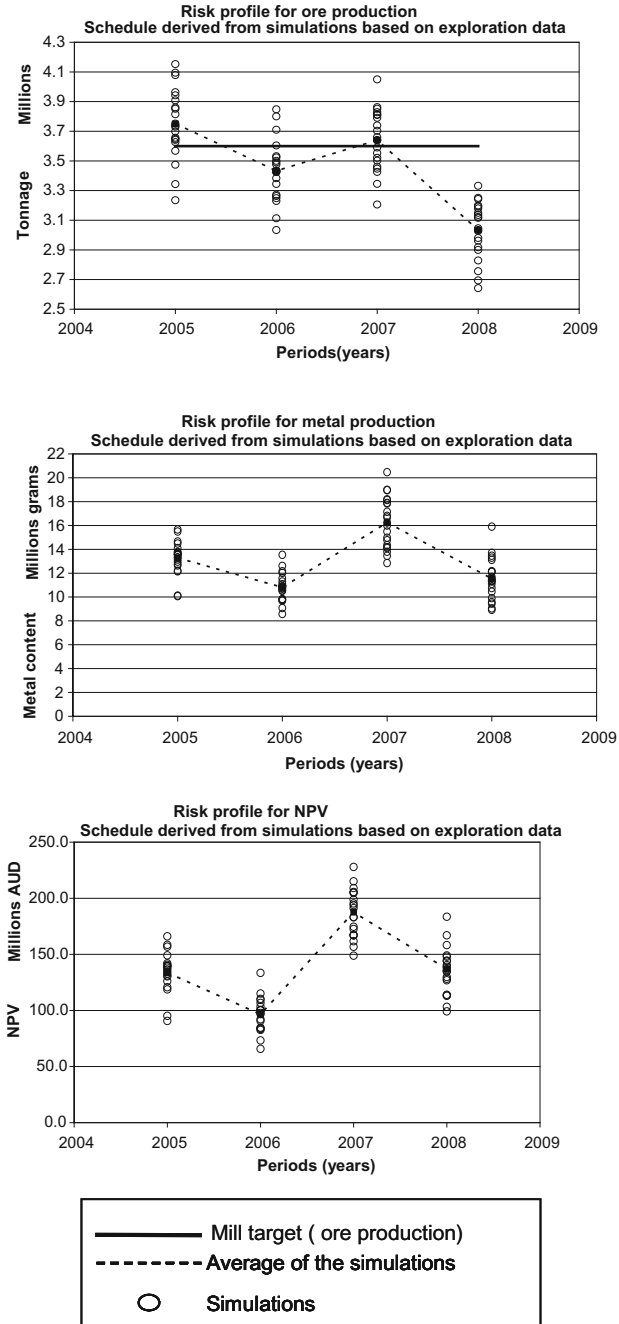 Risk profile for ore production
Schedule derived from simulations based on exploration data
Millions
Tonnage
4.3
4.1
3.9
3.7
3.5
3.3
3.1
2.9
2.7
2.5
2004 2005 2006 2007 2008 2009
Periods(years)
Risk profile for metal production
Schedule derived from simulations based on exploration data
Millions grams
Metal content
22
20
18
16
14
12
10
8
6
4
2
0
2004 2005 2006 2007 2008 2009
Periods (years)
Risk profile for NPV
Schedule derived from simulations based on exploration data
Millions AUD
NPV
250.0
200.0
150.0
100.0
50.0
0.0
2004 2005 2006 2007 2008 2009
Periods (years)
Mill target ( ore production)
Average of the simulations
Simulations